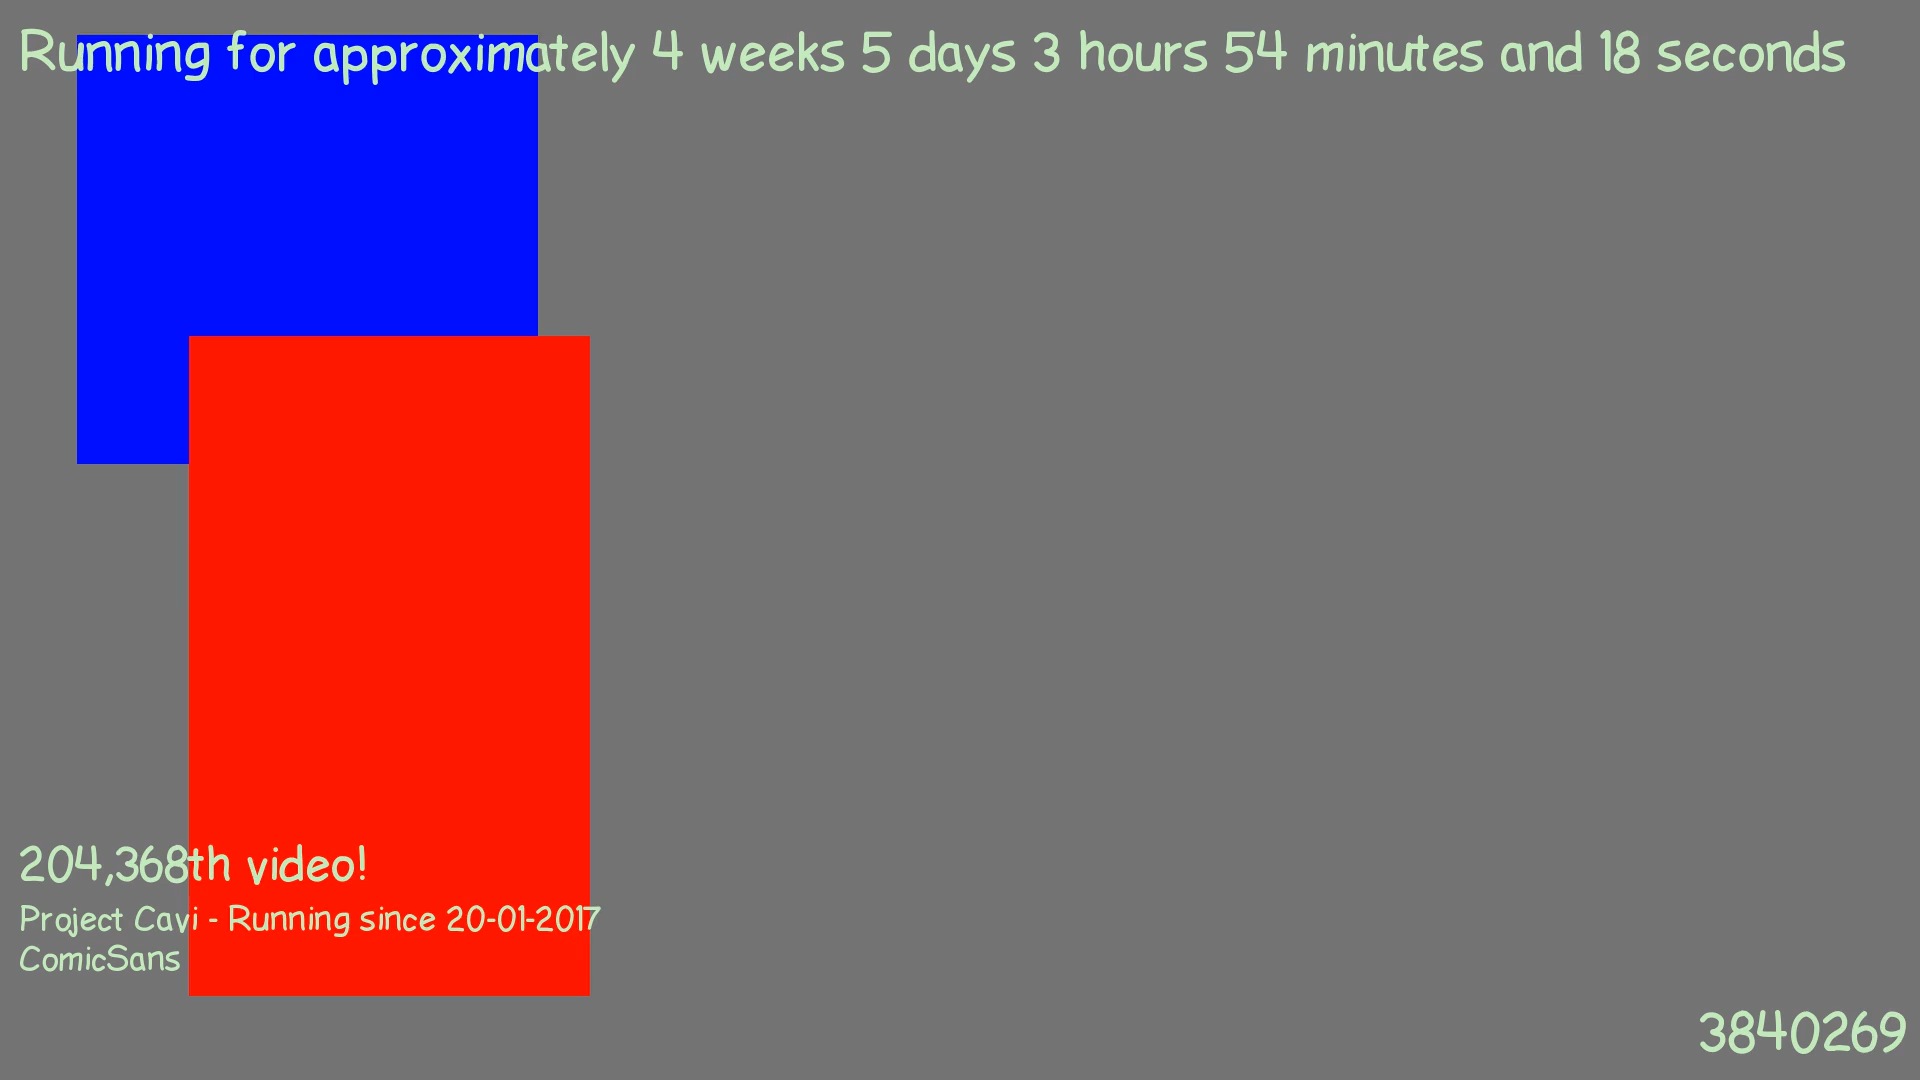 Running for approximately 4 weeks 5 days 3 hours 54 minutes and 18 seconds
204,368th video!
Project Cavi - Running since 20-01-2017
ComicSans
3840269